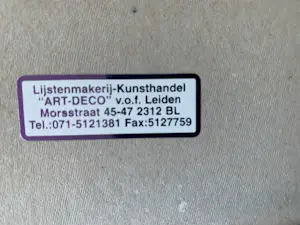 Lijstenmakerij-Kunsthandel
"ART-DECO" v.o.f. Leiden
Morsstraat 45-47 2312 BL
Tel.:071-5121381 Fax:5127759